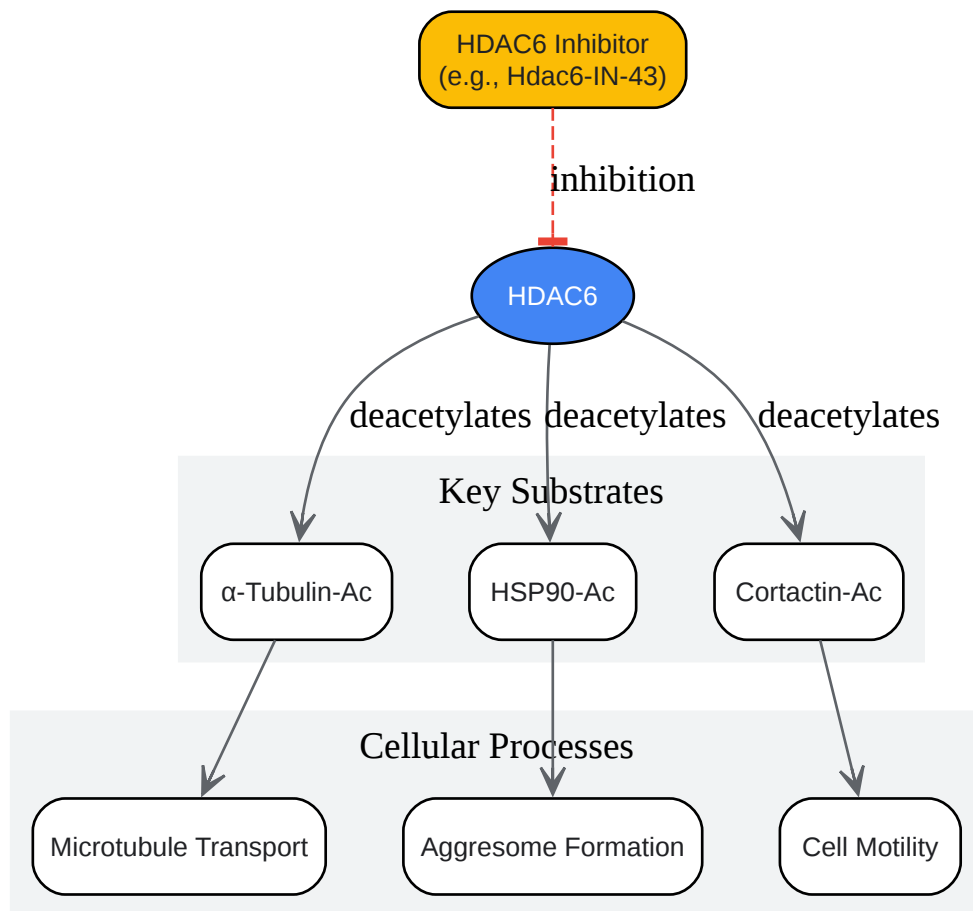 HDAC6 Inhibitor
(e.g., Hdac6-IN-43)
inhibition
HDAC6
deacetylates
deacetylates
deacetylates
Key Substrates
α-Tubulin-Ac
HSP90-Ac
Cortactin-Ac
Cellular Processes
Microtubule Transport
Aggresome Formation
Cell Motility